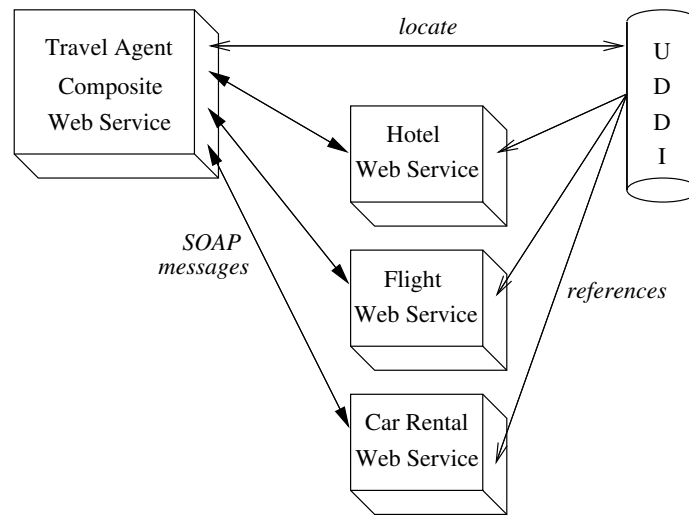 Travel Agent
Composite
Web Service
locate
U
D
D
I
Hotel
Web Service
SOAP
messages
Flight
Web Service
references
Car Rental
Web Service